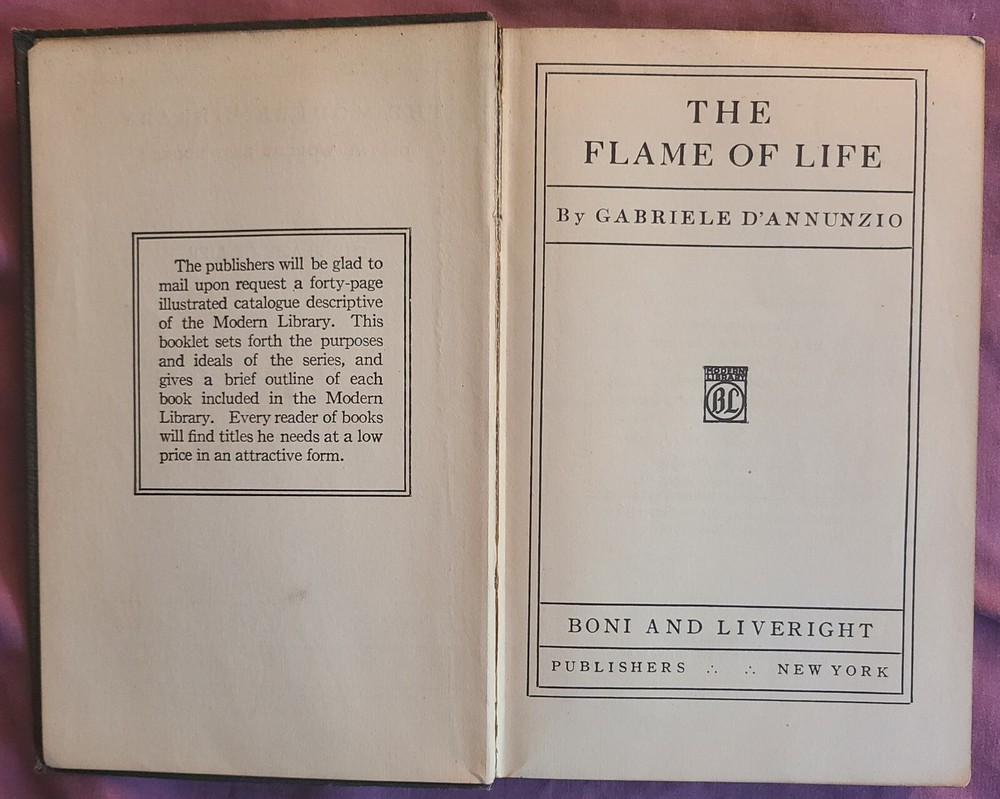 The publishers will be glad to
mail upon request a forty-page
illustrated catalogue descriptive
of the Modern Library. This
booklet sets forth the purposes
and ideals of the series, and
gives a brief outline of each
book included in the Modern
Library. Every reader of books
will find titles he needs at a low
price in an attractive form.
THE
FLAME OF LIFE
By GABRIELE D'ANNUNZIO
MODERN
LIBRARY
BL
BONI AND LIVERIGHT
PUBLISHERS ∴ ∴ NEW YORK